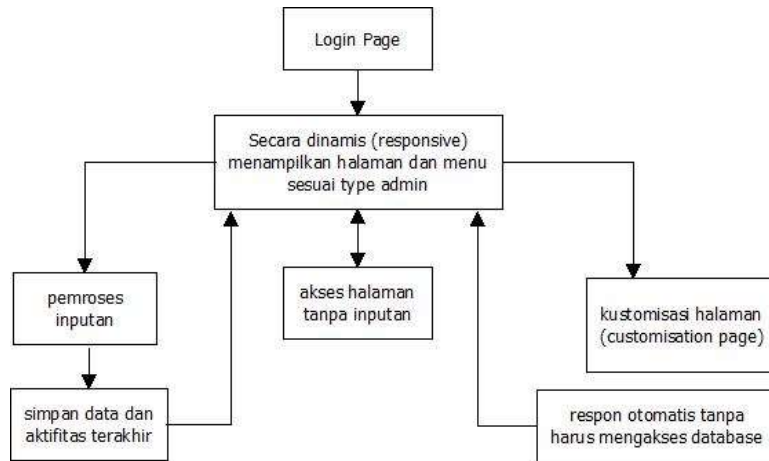 Login Page
Secara dinamis (responsive)
menampilkan halaman dan menu
sesuai type admin
pemroses
inputan
akses halaman
tanpa inputan
kustomisasi halaman
(customisation page)
simpan data dan
aktifitas terakhir
respon otomatis tanpa
harus mengakses database